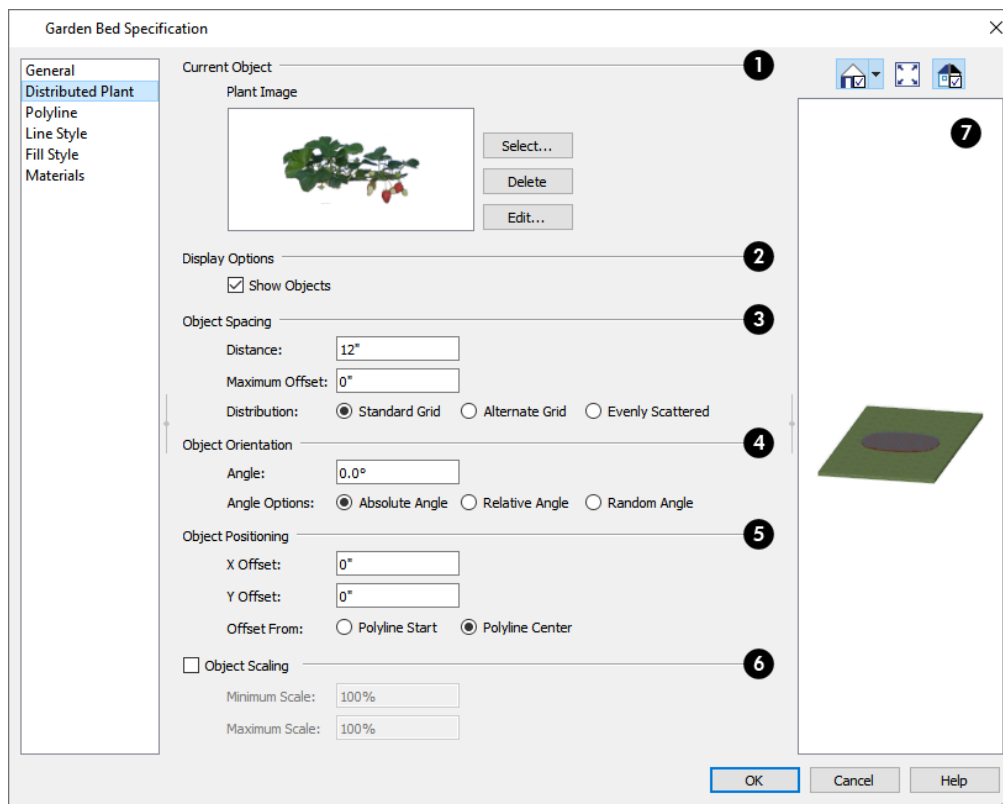 Garden Bed Specification
General
Distributed Plant
Polyline
Line Style
Fill Style
Materials
Current Object 1
Plant Image
Select...
Delete
Edit...
Display Options 2
Show Objects
Object Spacing 3
Distance: 12"
Maximum Offset: 0"
Distribution: Standard Grid Alternate Grid Evenly Scattered
Object Orientation 4
Angle: 0.0°
Angle Options: Absolute Angle Relative Angle Random Angle
Object Positioning 5
X Offset: 0"
Y Offset: 0"
Offset From: Polyline Start Polyline Center
Object Scaling 6
Minimum Scale: 100%
Maximum Scale: 100%
7
OK Cancel Help